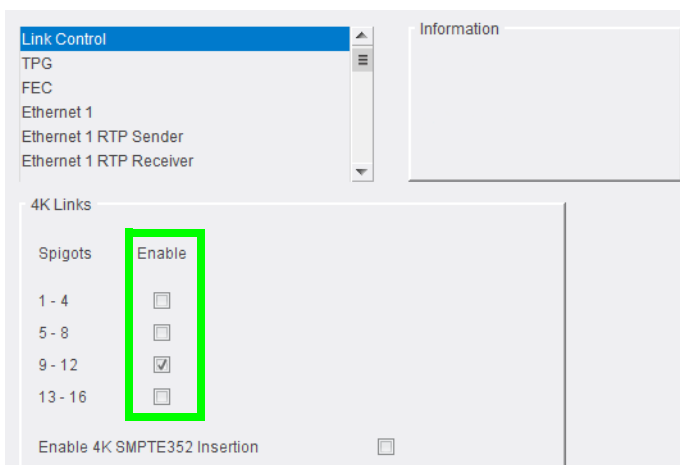 Link Control
TPG
FEC
Ethernet 1
Ethernet 1 RTP Sender
Ethernet 1 RTP Receiver
Information
4K Links
Spigots Enable
1 - 4
5 - 8
9 - 12
13 - 16
Enable 4K SMPTE352 Insertion